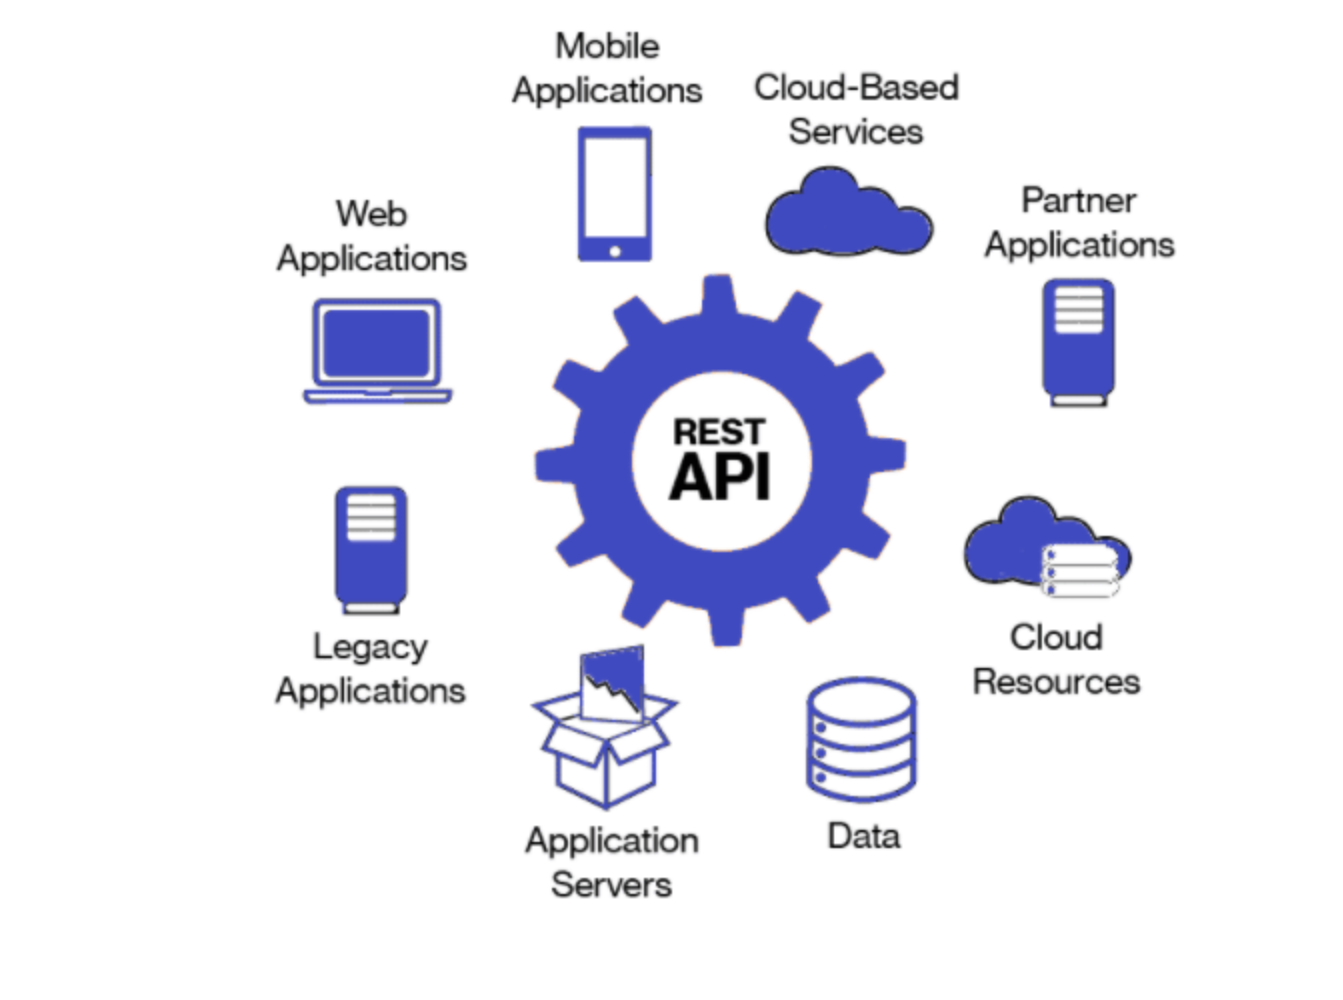 Mobile
Applications
Cloud-Based
Services
Partner
Applications
Web
Applications
REST
API
Legacy
Applications
Cloud
Resources
Application
Servers
Data